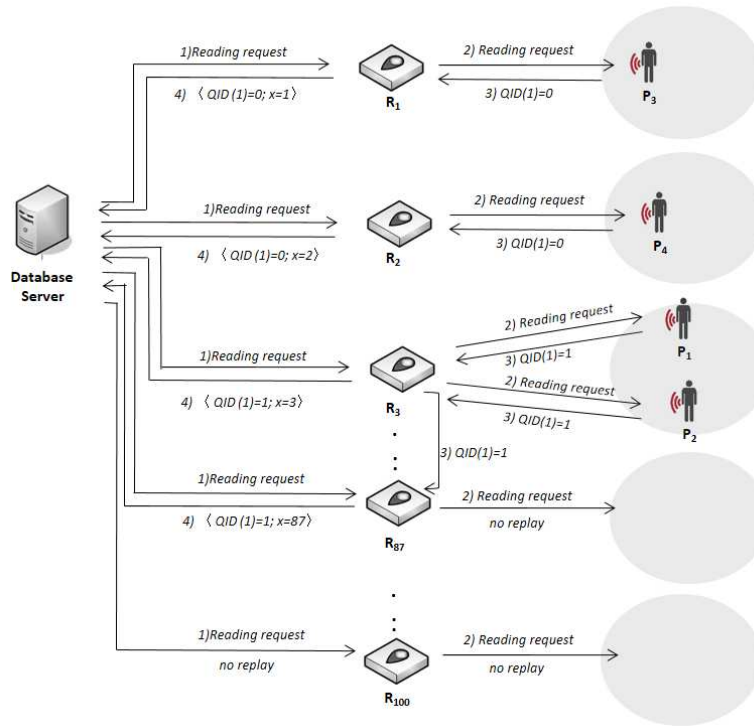 1)Reading request
2) Reading request
4) 〈 QID (1)=0; x=1〉
R1
3) QID(1)=0
P3
1)Reading request
2) Reading request
4) 〈 QID (1)=0; x=2〉
R2
3) QID(1)=0
P4
Database
Server
2) Reading request
3) QID(1)=1
P1
1)Reading request
2) Reading request
4) 〈 QID (1)=1; x=3〉
R3
3) QID(1)=1
P2
3) QID(1)=1
1)Reading request
2) Reading request
4) 〈 QID (1)=1; x=87〉
no replay
R87
1)Reading request
2) Reading request
no replay
no replay
R100